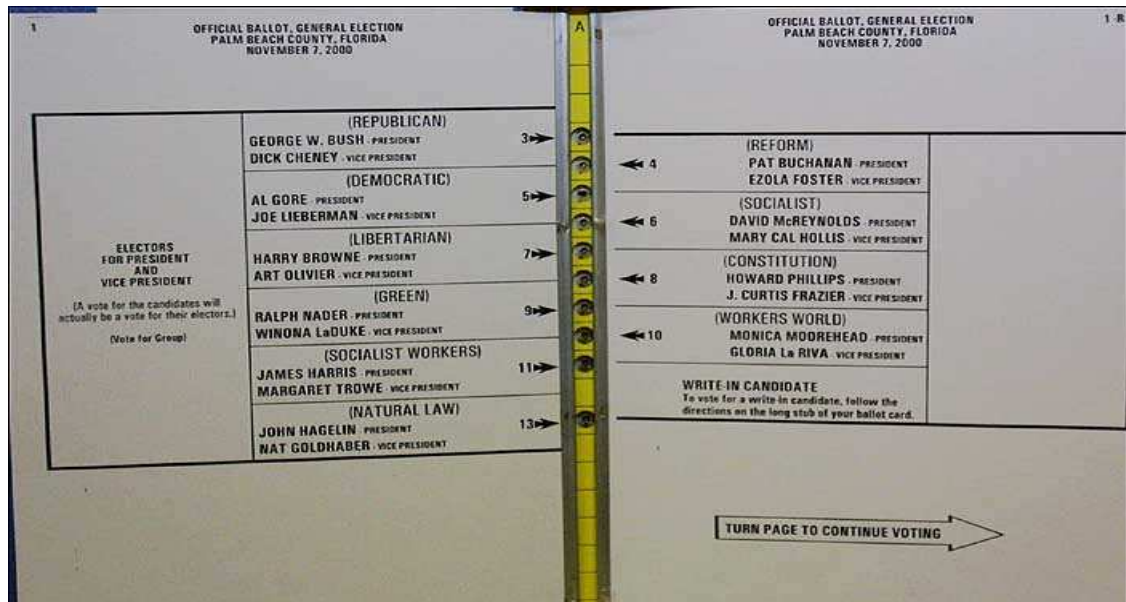 1
OFFICIAL BALLOT, GENERAL ELECTION
PALM BEACH COUNTY, FLORIDA
NOVEMBER 7, 2000
ELECTORS
FOR PRESIDENT
AND
VICE PRESIDENT
(A vote for the candidates will
actually be a vote for their electors.)
(Vote for Group)
(REPUBLICAN)
GEORGE W. BUSH - PRESIDENT 3
DICK CHENEY - VICE PRESIDENT
(DEMOCRATIC)
AL GORE - PRESIDENT 5
JOE LIEBERMAN - VICE PRESIDENT
(LIBERTARIAN)
HARRY BROWNE - PRESIDENT 7
ART OLIVIER - VICE PRESIDENT
(GREEN)
RALPH NADER - PRESIDENT 9
WINONA LaDUKE - VICE PRESIDENT
(SOCIALIST WORKERS)
JAMES HARRIS - PRESIDENT 11
MARGARET TROWE - VICE PRESIDENT
(NATURAL LAW)
JOHN HAGELIN - PRESIDENT 13
NAT GOLDHABER - VICE PRESIDENT
A
OFFICIAL BALLOT, GENERAL ELECTION
PALM BEACH COUNTY, FLORIDA
NOVEMBER 7, 2000
1-R
(REFORM)
4 PAT BUCHANAN - PRESIDENT
EZOLA FOSTER - VICE PRESIDENT
(SOCIALIST)
6 DAVID McREYNOLDS - PRESIDENT
MARY CAL HOLLIS - VICE PRESIDENT
(CONSTITUTION)
8 HOWARD PHILLIPS - PRESIDENT
J. CURTIS FRAZIER - VICE PRESIDENT
(WORKERS WORLD)
10 MONICA MOOREHEAD - PRESIDENT
GLORIA La RIVA - VICE PRESIDENT
WRITE-IN CANDIDATE
To vote for a write-in candidate, follow the
directions on the long stub of your ballot card.
TURN PAGE TO CONTINUE VOTING